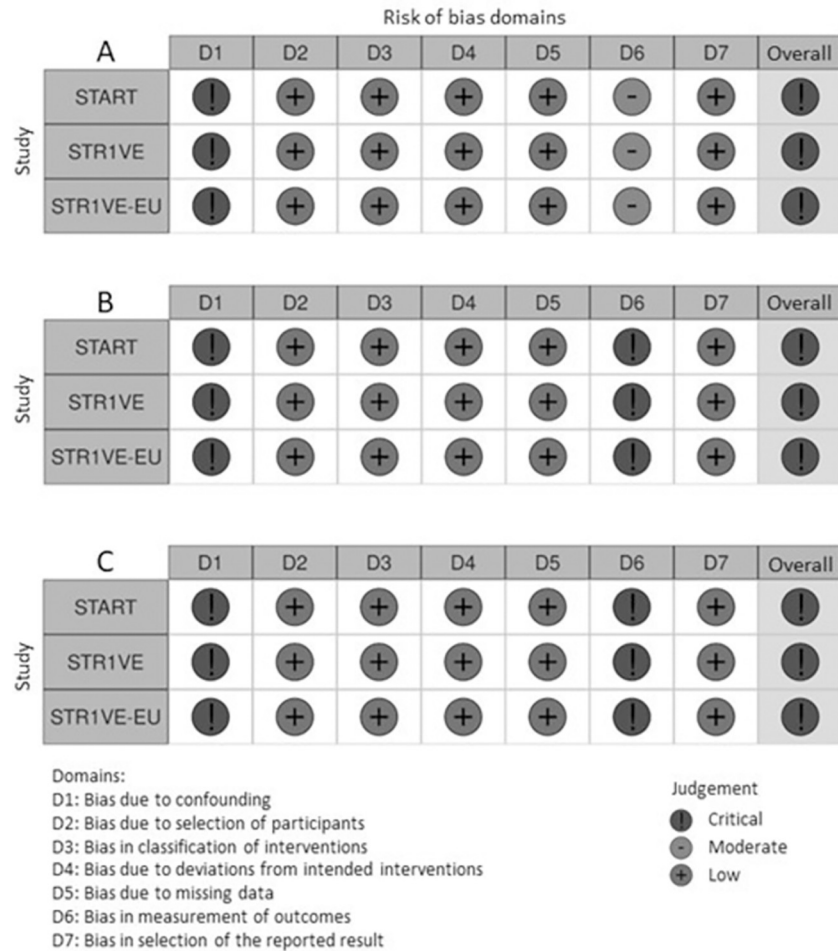 Risk of bias domains
A D1 D2 D3 D4 D5 D6 D7 Overall
Study
START ! + + + + - + !
STR1VE ! + + + + - + !
STR1VE-EU ! + + + + - + !
B D1 D2 D3 D4 D5 D6 D7 Overall
Study
START ! + + + + ! + !
STR1VE ! + + + + ! + !
STR1VE-EU ! + + + + ! + !
C D1 D2 D3 D4 D5 D6 D7 Overall
Study
START ! + + + + ! + !
STR1VE ! + + + + ! + !
STR1VE-EU ! + + + + ! + !
Domains:
D1: Bias due to confounding
D2: Bias due to selection of participants
D3: Bias in classification of interventions
D4: Bias due to deviations from intended interventions
D5: Bias due to missing data
D6: Bias in measurement of outcomes
D7: Bias in selection of the reported result
Judgement
! Critical
- Moderate
+ Low